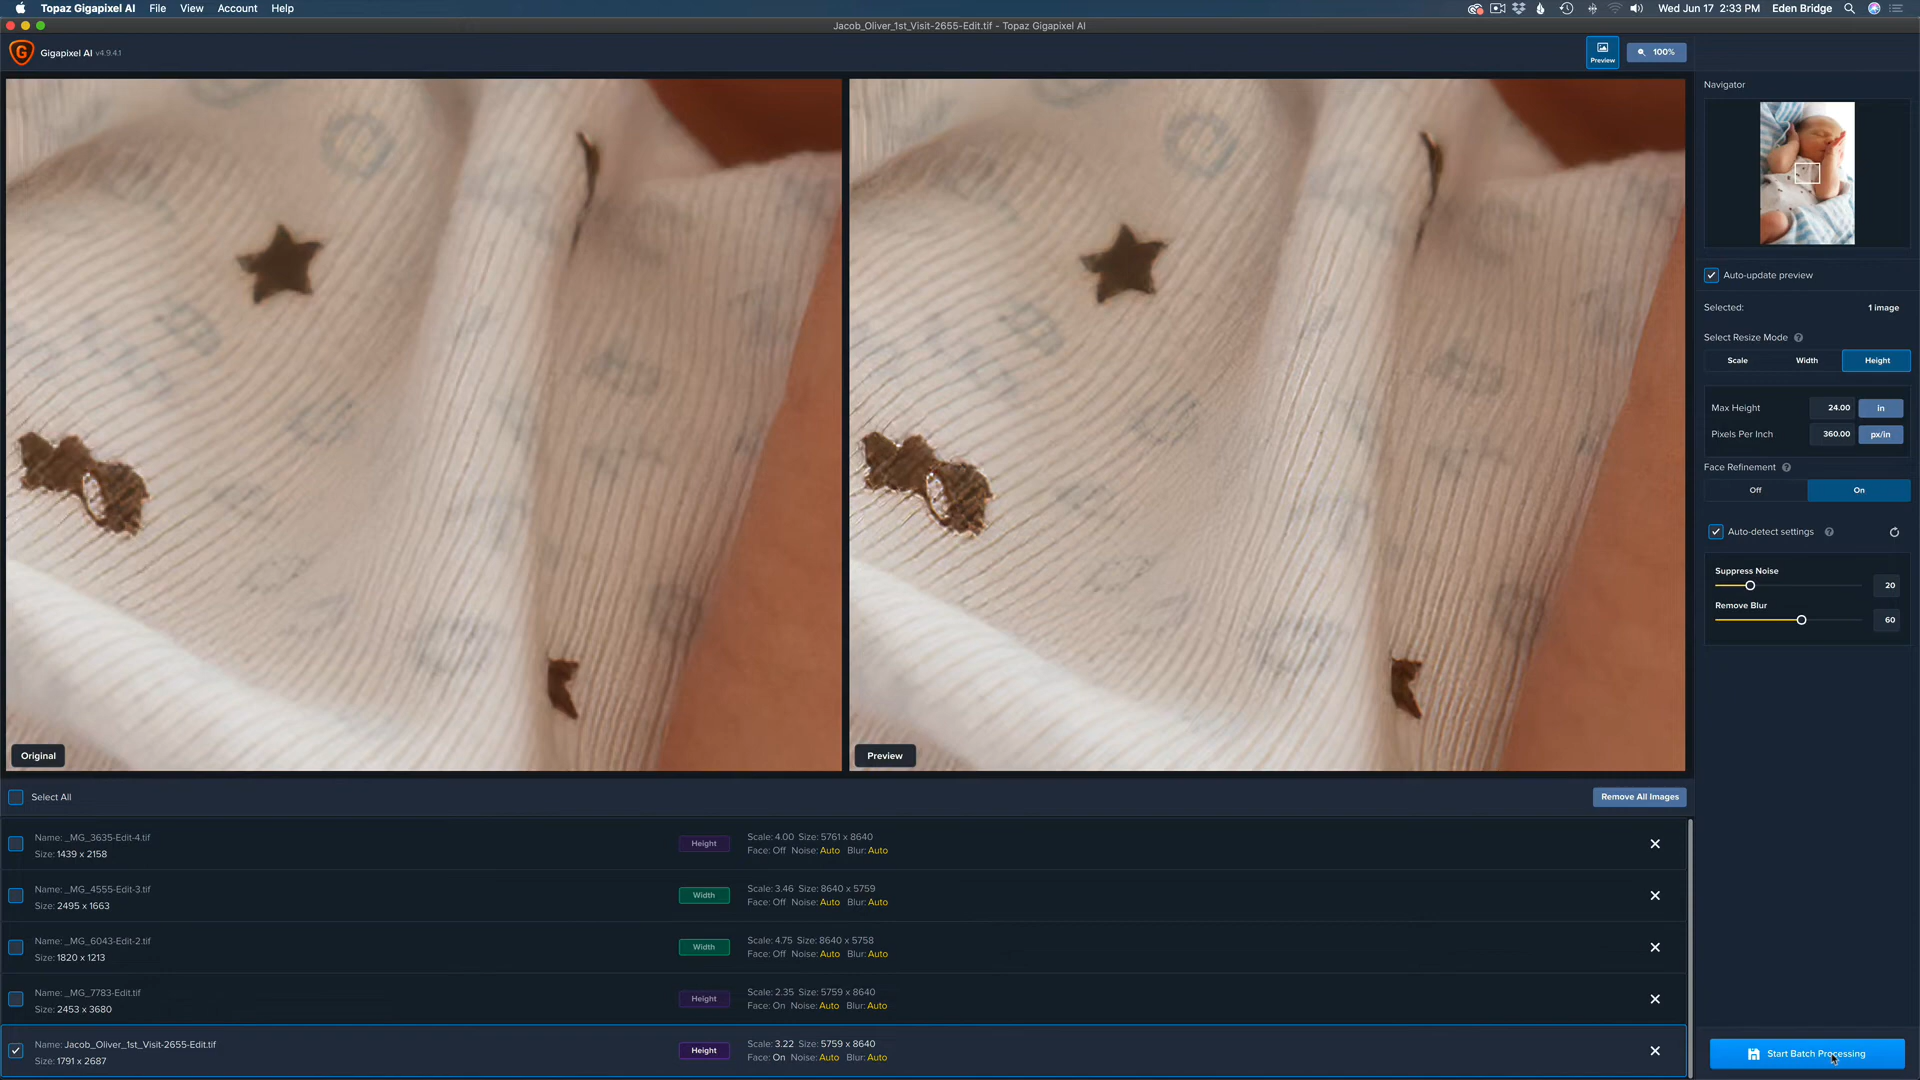 Topaz Gigapixel AI File View Account Help Wed Jun 17 2:33 PM Eden Bridge
Jacob_Oliver_1st_Visit-2655-Edit.tif - Topaz Gigapixel AI
G Gigapixel AI v4.9.4.1
Preview
100%
Navigator
Auto-update preview
Selected: 1 image
Select Resize Mode ?
Scale Width Height
Max Height 24.00 in
Pixels Per Inch 360.00 px/in
Face Refinement ?
Off On
Auto-detect settings ?
Suppress Noise
20
Remove Blur
60
Original
Preview
Select All
Remove All Images
Name: _MG_3635-Edit-4.tif
Size: 1439 x 2158
Height
Scale: 4.00 Size: 5761 x 8640
Face: Off Noise: Auto Blur: Auto
Name: _MG_4555-Edit-3.tif
Size: 2495 x 1663
Width
Scale: 3.46 Size: 8640 x 5759
Face: Off Noise: Auto Blur: Auto
Name: _MG_6043-Edit-2.tif
Size: 1820 x 1213
Width
Scale: 4.75 Size: 8640 x 5758
Face: Off Noise: Auto Blur: Auto
Name: _MG_7783-Edit.tif
Size: 2453 x 3680
Height
Scale: 2.35 Size: 5759 x 8640
Face: On Noise: Auto Blur: Auto
Name: Jacob_Oliver_1st_Visit-2655-Edit.tif
Size: 1791 x 2687
Height
Scale: 3.22 Size: 5759 x 8640
Face: On Noise: Auto Blur: Auto
Start Batch Processing